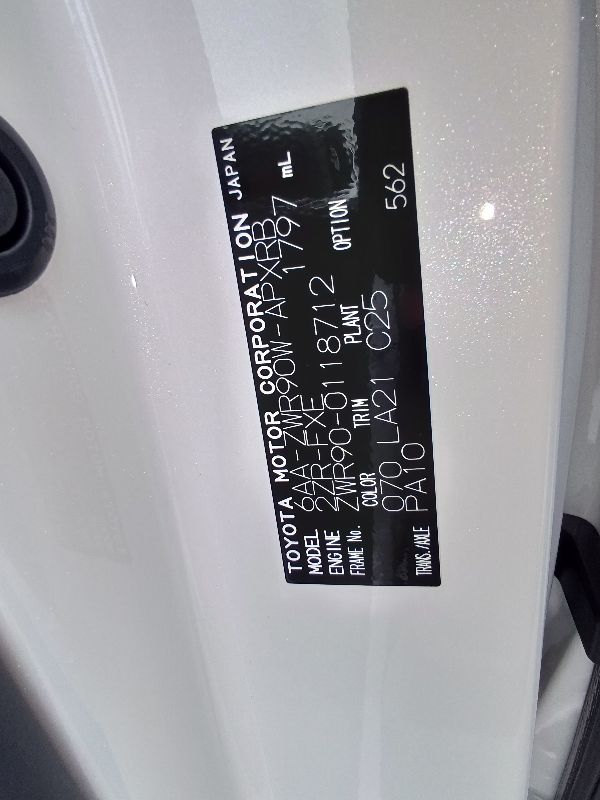 TOYOTA MOTOR CORPORATION JAPAN
MODEL 6AA-ZWR90W-APXRB
ENGINE 2ZR-FXE 1797 mL
FRAME No. ZWR90-0118712
COLOR TRIM PLANT OPTION
070 LA21 C25 562
TRANS./AXLE PA10